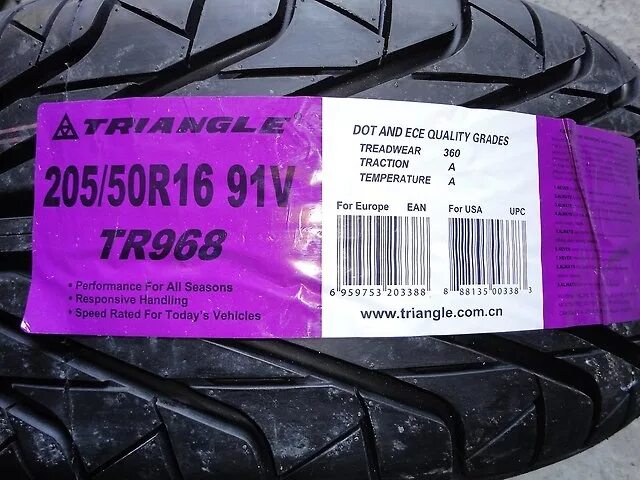 TRIANGLE
205/50R16 91V
TR968
• Performance For All Seasons
• Responsive Handling
• Speed Rated For Today's Vehicles
DOT AND ECE QUALITY GRADES
TREADWEAR 360
TRACTION A
TEMPERATURE A
For Europe EAN For USA UPC
6 959753 203388 8 88135 00338 3
www.triangle.com.cn